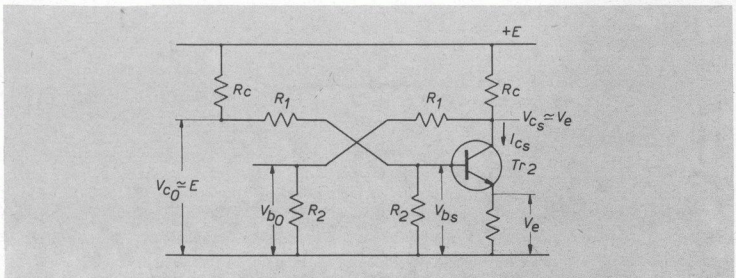 +E
Rc
Rc
R1
R1
Vcs≃Ve
Ics
Tr2
Vc0≃E
Vb0
R2
R2
Vbs
Ve